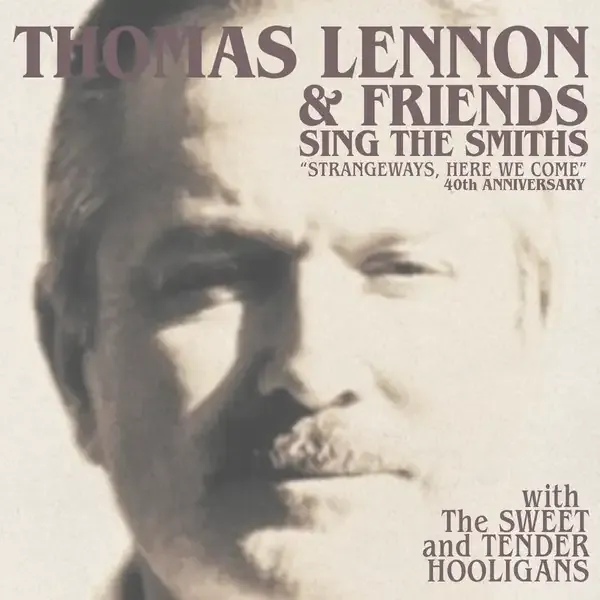 THOMAS LENNON
& FRIENDS
SING THE SMITHS
“STRANGEWAYS, HERE WE COME”
40th ANNIVERSARY
with
The SWEET
and TENDER
HOOLIGANS